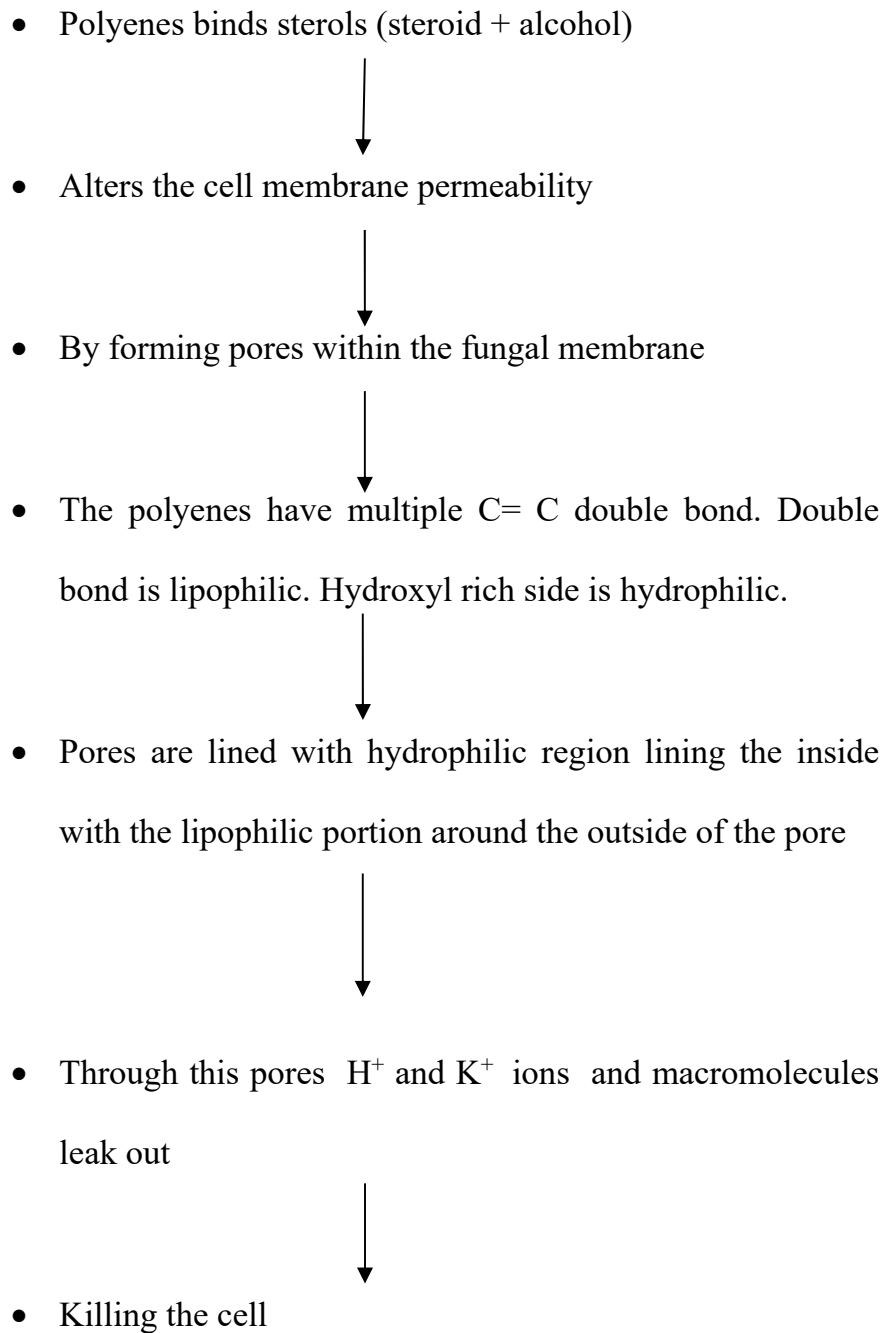 • Polyenes binds sterols (steroid + alcohol)
• Alters the cell membrane permeability
• By forming pores within the fungal membrane
• The polyenes have multiple C= C double bond. Double
bond is lipophilic. Hydroxyl rich side is hydrophilic.
• Pores are lined with hydrophilic region lining the inside
with the lipophilic portion around the outside of the pore
• Through this pores H⁺ and K⁺ ions and macromolecules
leak out
• Killing the cell